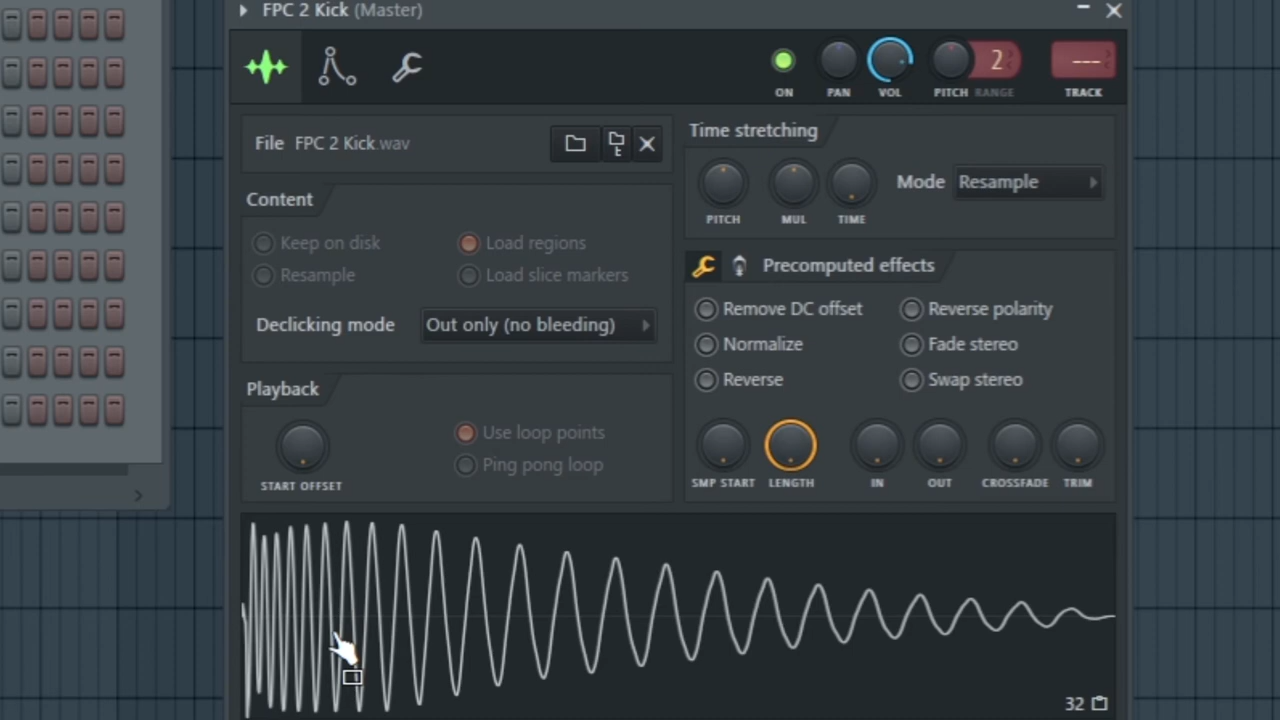 FPC 2 Kick (Master)
ON PAN VOL PITCH RANGE 2 TRACK ---
File FPC 2 Kick.wav
Content
Keep on disk
Load regions
Resample
Load slice markers
Declicking mode Out only (no bleeding)
Playback
START OFFSET
Use loop points
Ping pong loop
Time stretching
PITCH MUL TIME
Mode Resample
Precomputed effects
Remove DC offset
Reverse polarity
Normalize
Fade stereo
Reverse
Swap stereo
SMP START LENGTH IN OUT CROSSFADE TRIM
32